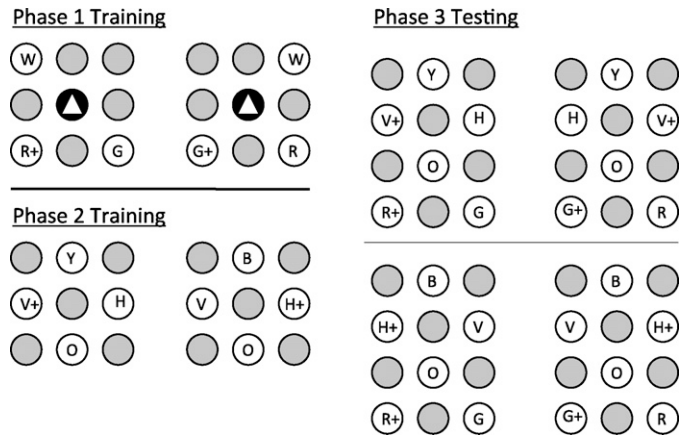 Phase 1 Training
W W
R+ G G+ R
Phase 2 Training
Y B
V+ H V H+
O O
Phase 3 Testing
Y Y
V+ H H V+
O O
R+ G G+ R
B B
H+ V V H+
O O
R+ G G+ R